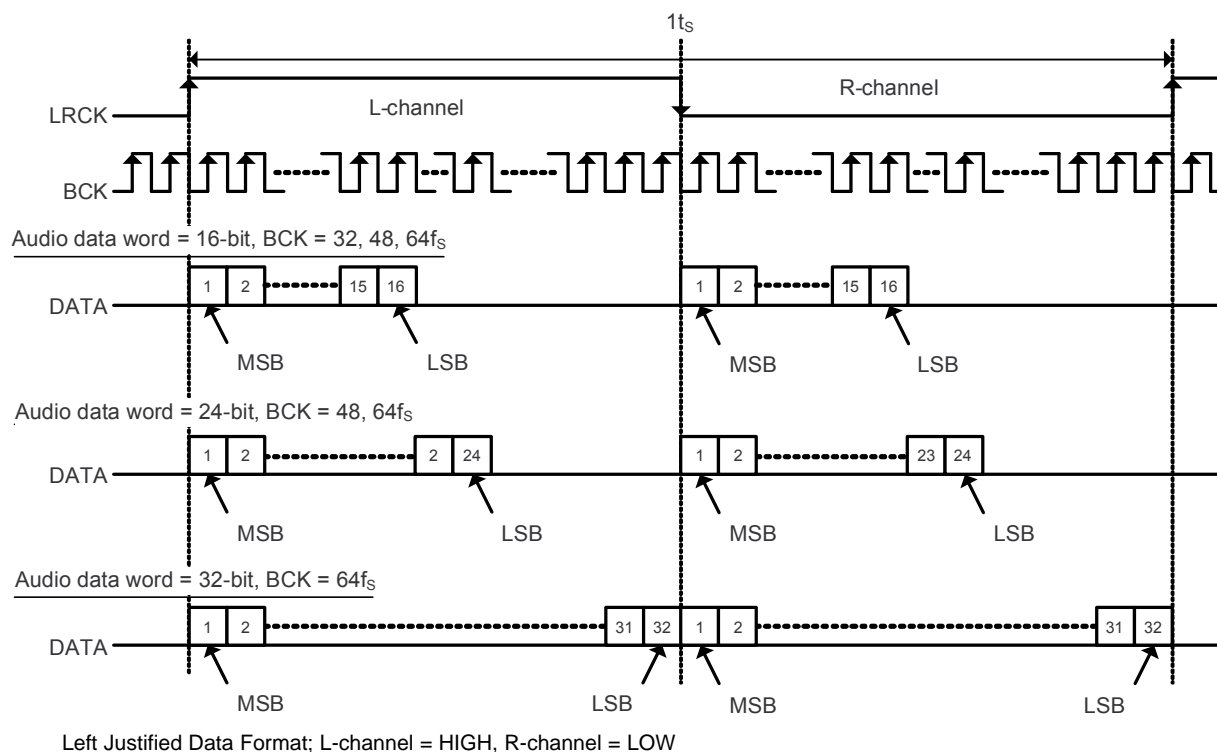 1tS
LRCK
L-channel
R-channel
BCK
Audio data word = 16-bit, BCK = 32, 48, 64fS
DATA
1 2 15 16 1 2 15 16
MSB LSB MSB LSB
Audio data word = 24-bit, BCK = 48, 64fS
DATA
1 2 2 24 1 2 23 24
MSB LSB MSB LSB
Audio data word = 32-bit, BCK = 64fS
DATA
1 2 31 32 1 2 31 32
MSB LSB MSB LSB
Left Justified Data Format; L-channel = HIGH, R-channel = LOW